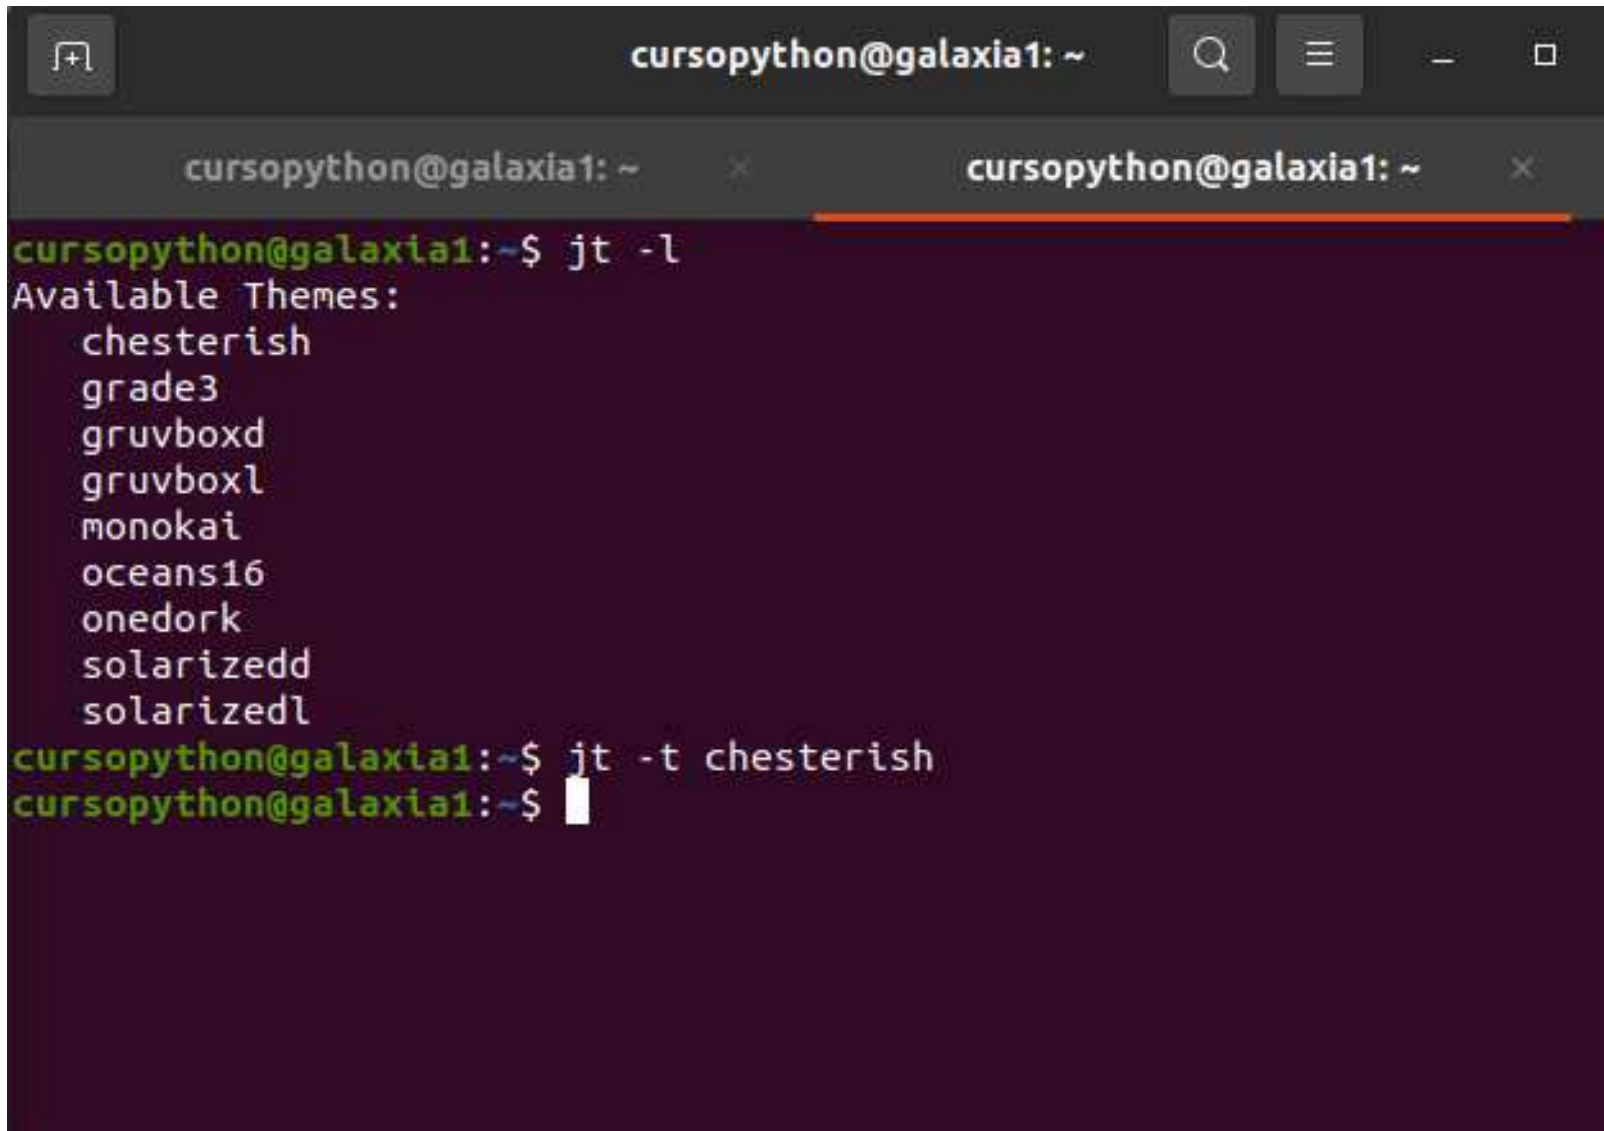 cursopython@galaxia1: ~
cursopython@galaxia1: ~ × cursopython@galaxia1: ~ ×
cursopython@galaxia1:~$ jt -l
Available Themes:
   chesterish
   grade3
   gruvboxd
   gruvboxl
   monokai
   oceans16
   onedork
   solarizedd
   solarizedl
cursopython@galaxia1:~$ jt -t chesterish
cursopython@galaxia1:~$